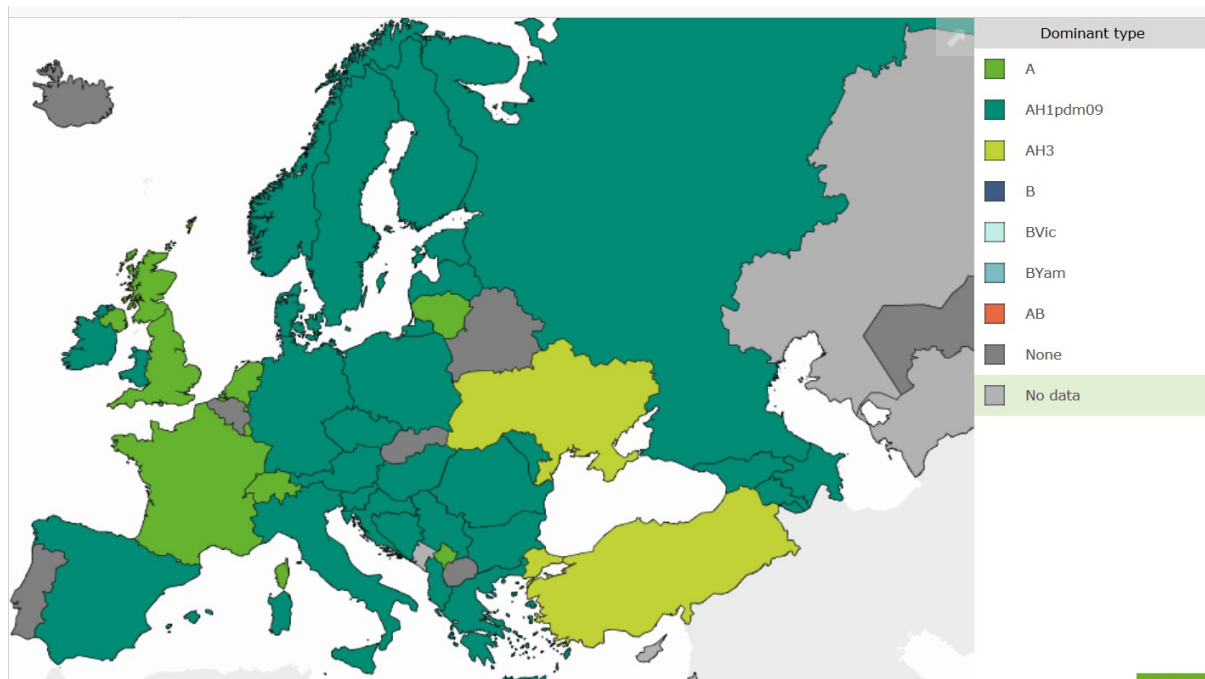 Dominant type
A
AH1pdm09
AH3
B
BVic
BYam
AB
None
No data